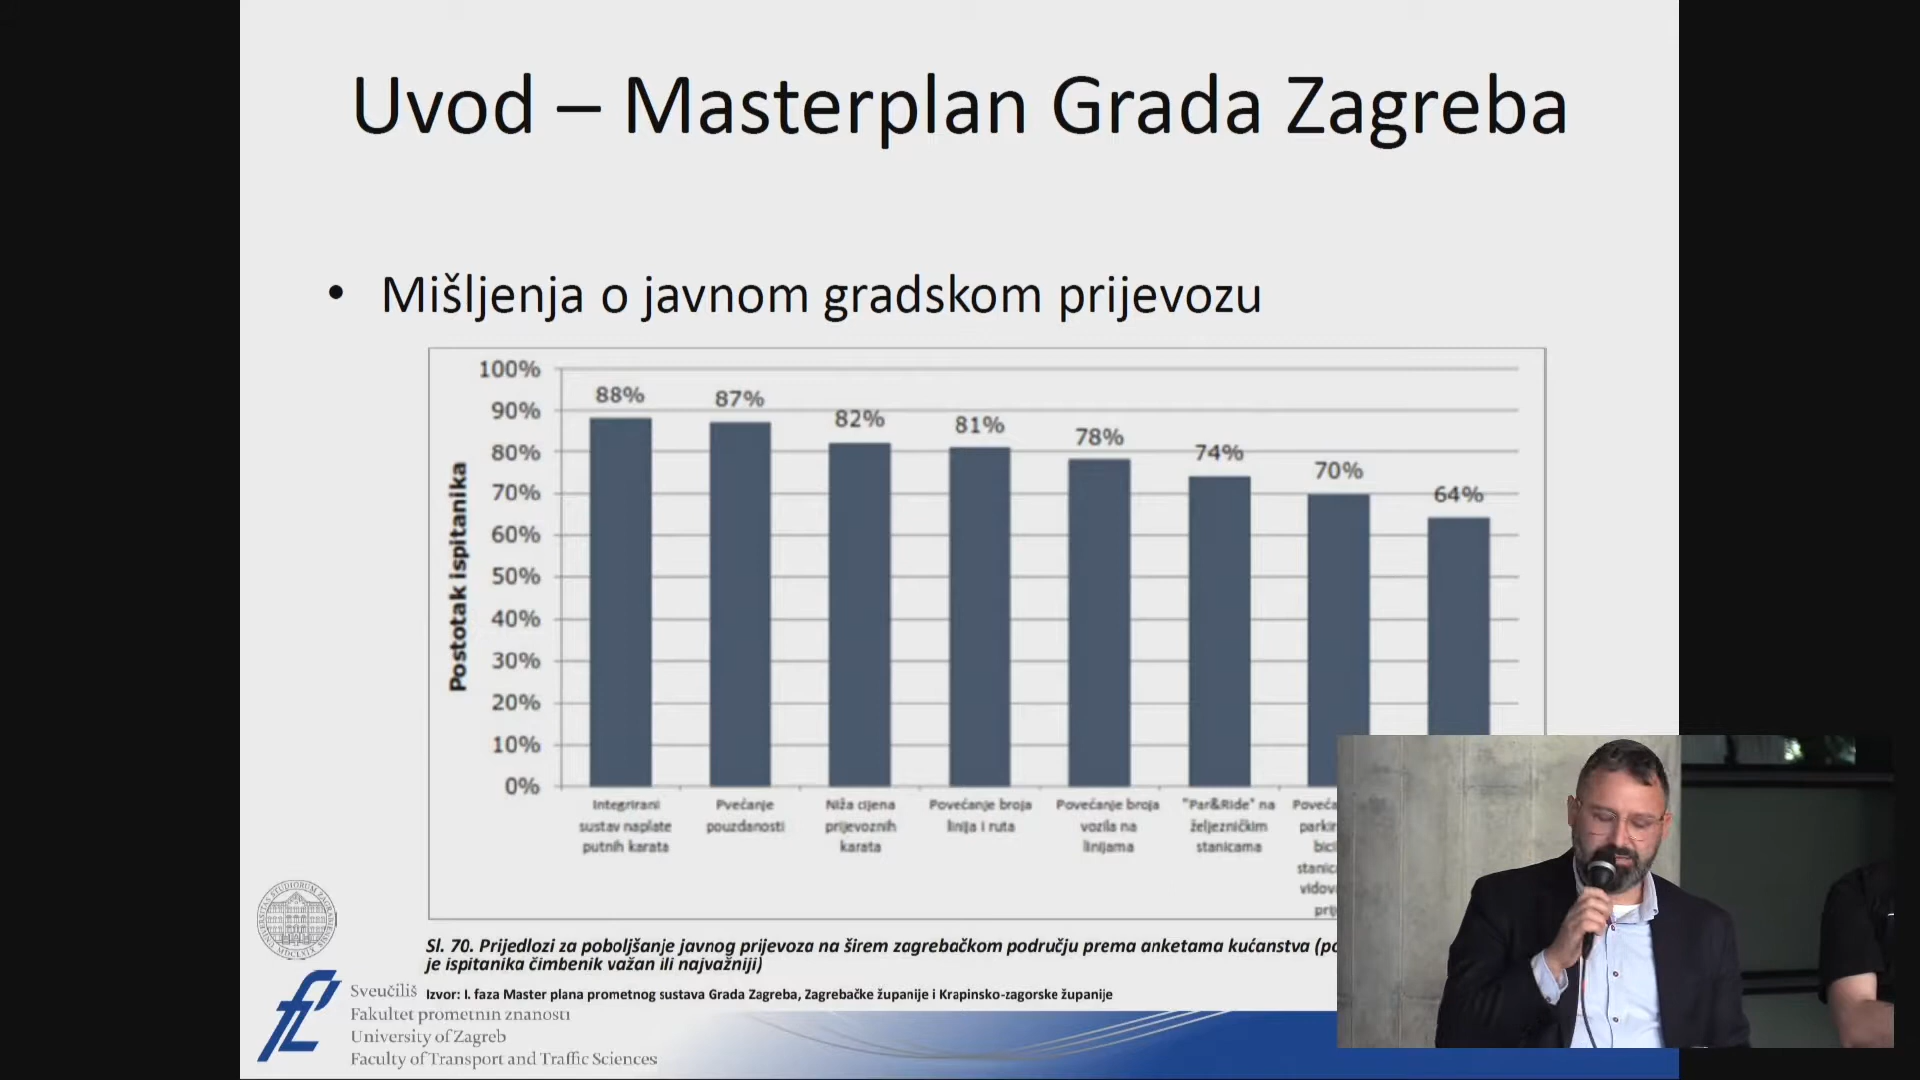 Uvod – Masterplan Grada Zagreba
• Mišljenja o javnom gradskom prijevozu
Postotak ispitanika
100%
90%
80%
70%
60%
50%
40%
30%
20%
10%
0%
88%
87%
82%
81%
78%
74%
70%
64%
Integrirani
sustav naplate
putnih karata
Pvećanje
pouzdanosti
Niža cijena
prijevoznih
karata
Povećanje broja
linija i ruta
Povećanje broja
vozila na
linijama
"Par&Ride" na
željezničkim
stanicama
Sl. 70. Prijedlozi za poboljšanje javnog prijevoza na širem zagrebačkom području prema anketama kućanstva
je ispitanika čimbenik važan ili najvažniji)
Izvor: I. faza Master plana prometnog sustava Grada Zagreba, Zagrebačke županije i Krapinsko-zagorske županije
Sveučiliš
Fakultet prometnih znanosti
University of Zagreb
Faculty of Transport and Traffic Sciences